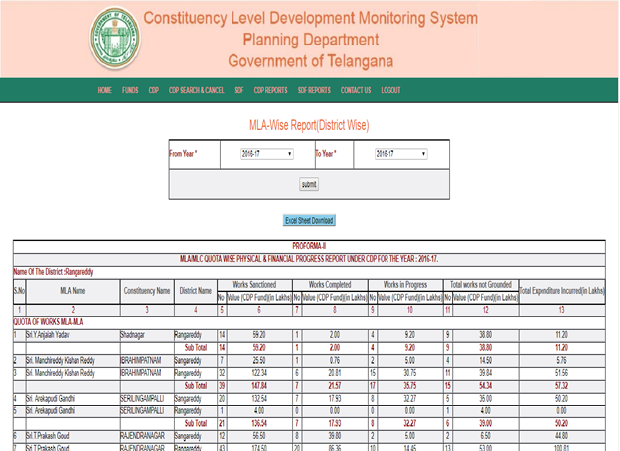 Constituency Level Development Monitoring System
Planning Department
Government of Telangana
HOME FUNDS CDP CDP SEARCH & CANCEL SDF CDP REPORTS SDF REPORTS CONTACT US LOGOUT
MLA-Wise Report(District Wise)
From Year * 2016-17 To Year * 2016-17
submit
Excel Sheet Download
PROFORMA-II
MLA/MLC QUOTA WISE PHYSICAL & FINANCIAL PROGRESS REPORT UNDER CDP FOR THE YEAR : 2016-17.
Name Of The District :Rangareddy
S.No MLA Name Constituency Name District Name Works Sanctioned Works Completed Works in Progress Total works not Grounded Total Expenditure Incurred(in Lakhs)
No Value (CDP Fund)(in Lakhs) No Value (CDP Fund)(in Lakhs) No Value (CDP Fund)(in Lakhs) No Value (CDP Fund)(in Lakhs)
1 2 3 4 5 6 7 8 9 10 11 12 13
QUOTA OF WORKS MLA-MLA
1 Sri.Y.Anjaiah Yadav Shadnagar Rangareddy 14 59.20 1 2.00 4 9.20 9 38.80 11.20
Sub Total 14 59.20 1 2.00 4 9.20 9 38.80 11.20
2 Sri. Manchireddy Kishan Reddy IBRAHIMPATNAM Sangareddy 7 25.50 1 0.76 2 5.00 4 14.50 5.76
3 Sri. Manchireddy Kishan Reddy IBRAHIMPATNAM Rangareddy 32 122.34 6 20.81 15 30.75 11 39.84 51.56
Sub Total 39 147.84 7 21.57 17 35.75 15 54.34 57.32
4 Sri. Arekapudi Gandhi SERILINGAMPALLI Sangareddy 20 132.54 7 17.93 8 32.27 5 35.00 50.20
5 Sri. Arekapudi Gandhi SERILINGAMPALLI Rangareddy 1 4.00 0 0.00 0 0.00 1 4.00 0.00
Sub Total 21 136.54 7 17.93 8 32.27 6 39.00 50.20
6 Sri.T.Prakash Goud RAJENDRANAGAR Sangareddy 12 56.50 8 39.80 2 5.00 2 6.50 44.80
7 Sri.T.Prakash Goud RAJENDRANAGAR Rangareddy 43 174.50 20 86.36 10 14.45 13 53.00 100.81